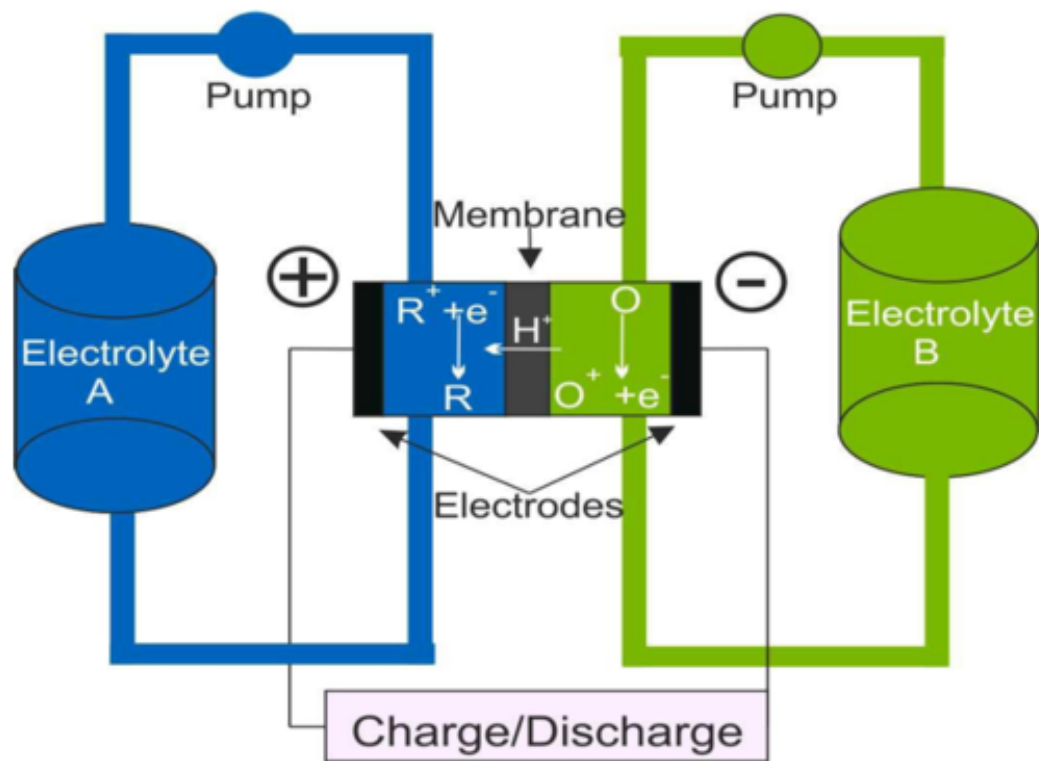 Pump
Pump
Membrane
+
-
R⁺ +e⁻
H⁺
O
Electrolyte
A
Electrolyte
B
R
O⁺ +e⁻
Electrodes
Charge/Discharge